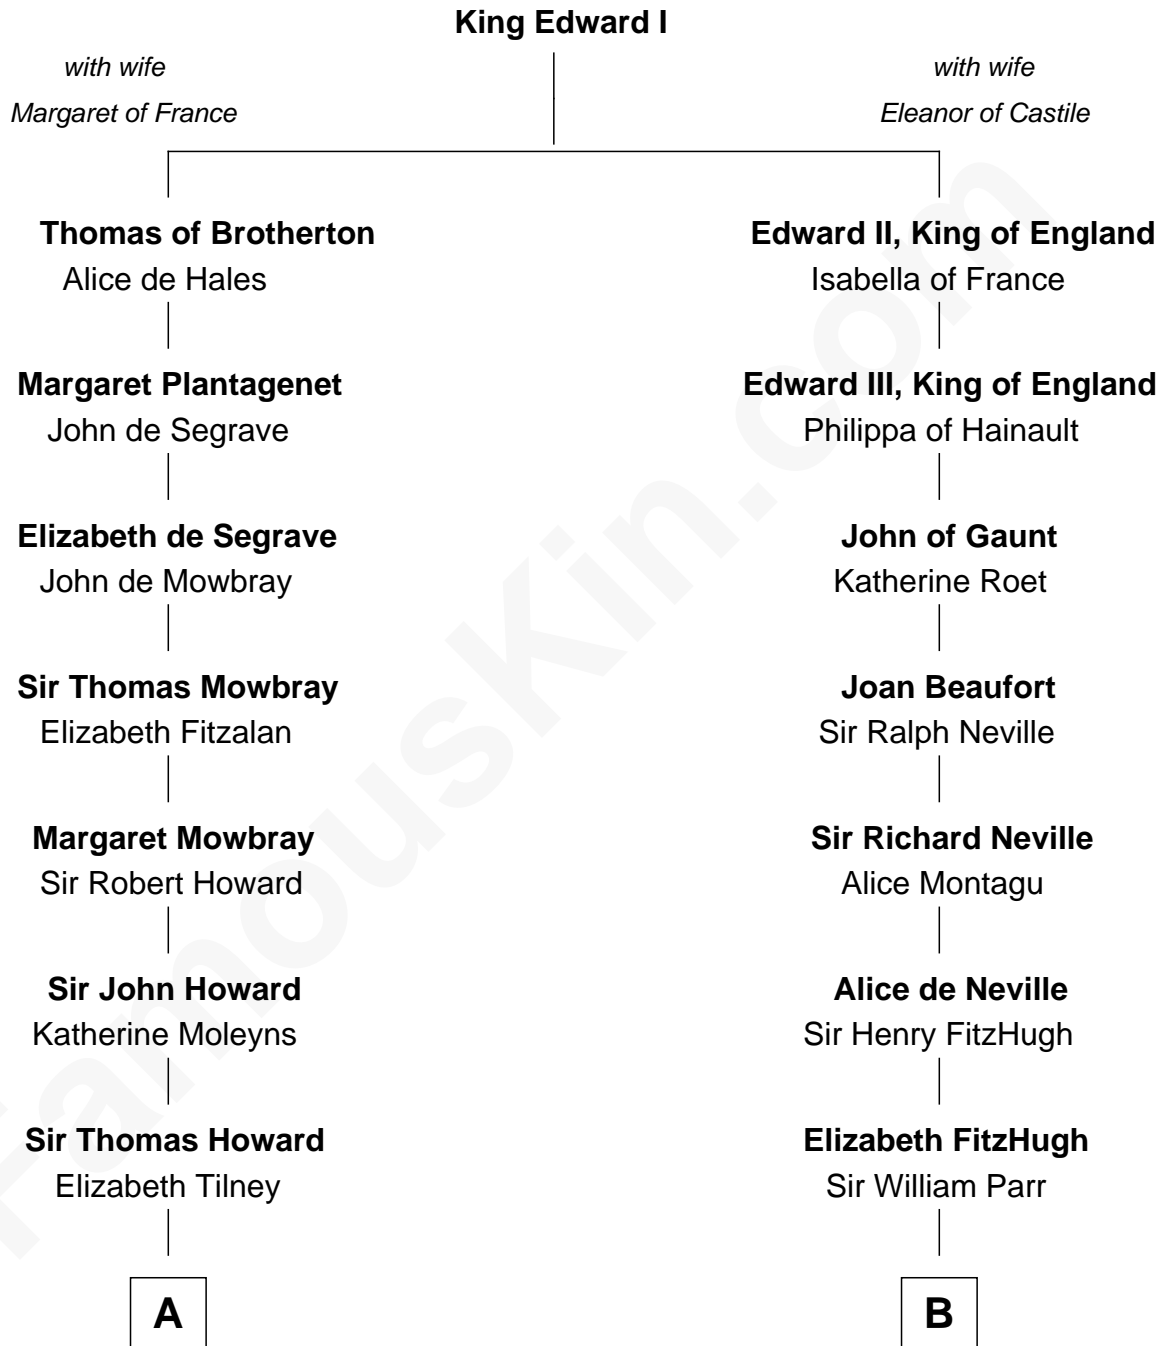 King Edward I
with wife
Margaret of France
with wife
Eleanor of Castile
Thomas of Brotherton
Alice de Hales
Edward II, King of England
Isabella of France
Margaret Plantagenet
John de Segrave
Edward III, King of England
Philippa of Hainault
Elizabeth de Segrave
John de Mowbray
John of Gaunt
Katherine Roet
Sir Thomas Mowbray
Elizabeth Fitzalan
Joan Beaufort
Sir Ralph Neville
Margaret Mowbray
Sir Robert Howard
Sir Richard Neville
Alice Montagu
Sir John Howard
Katherine Moleyns
Alice de Neville
Sir Henry FitzHugh
Sir Thomas Howard
Elizabeth Tilney
Elizabeth FitzHugh
Sir William Parr
A
B
FamousKin.com